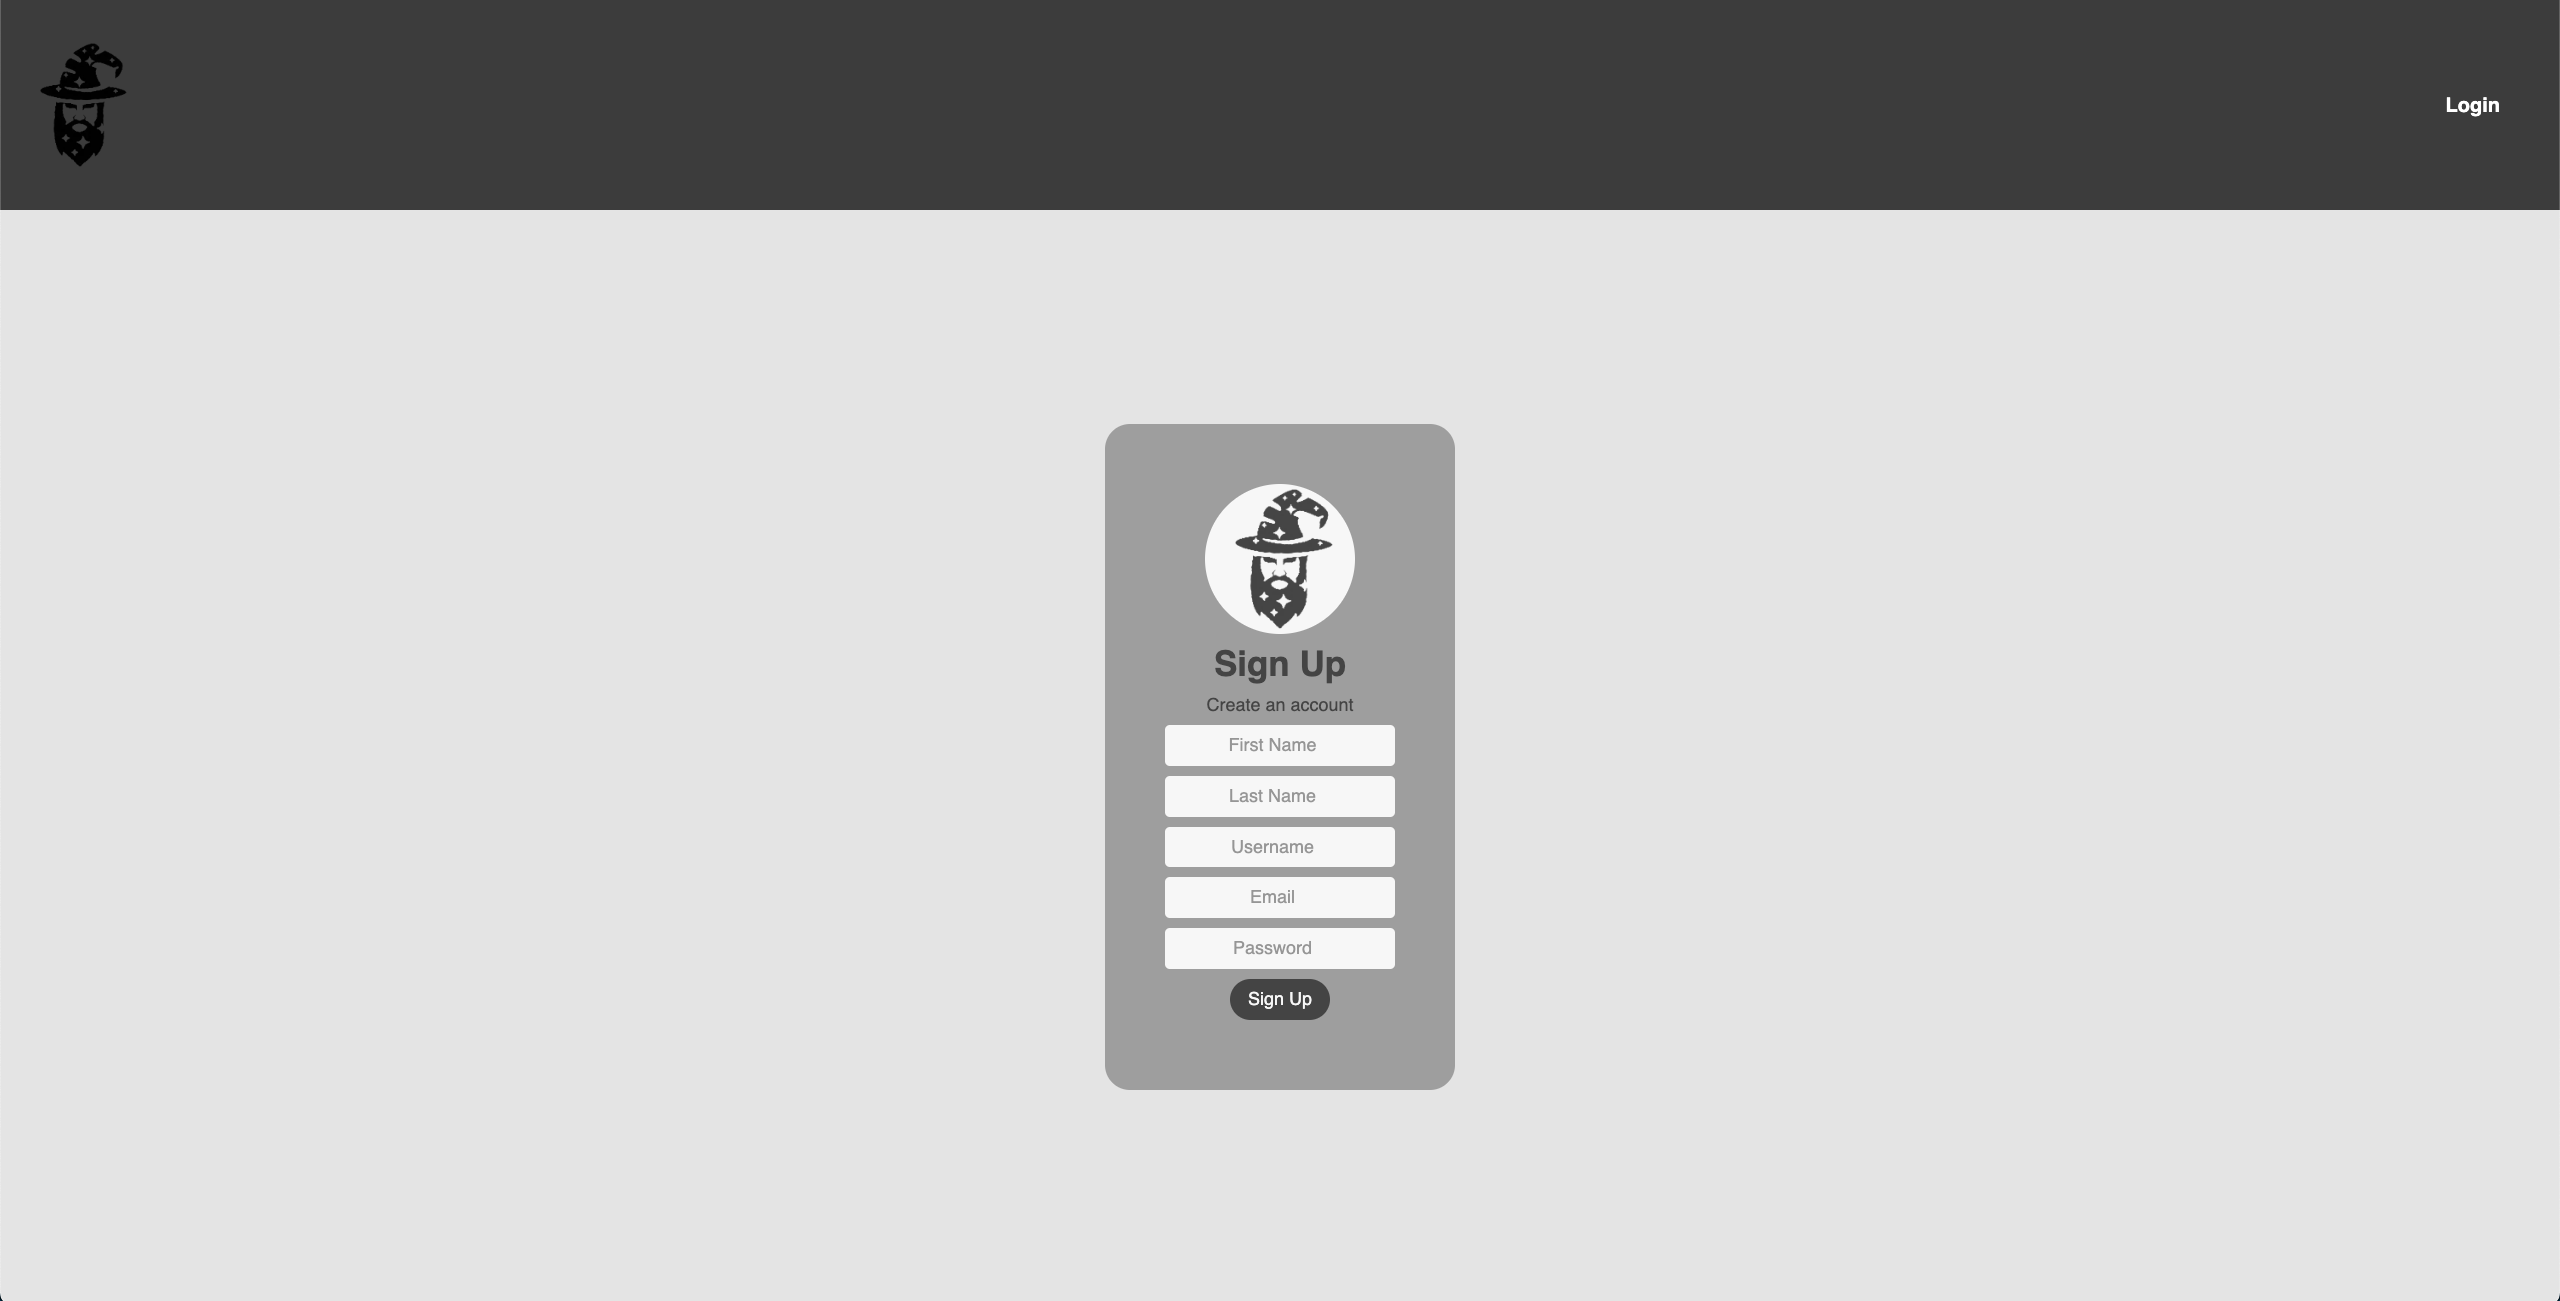 Login
Sign Up
Create an account
First Name
Last Name
Username
Email
Password
Sign Up